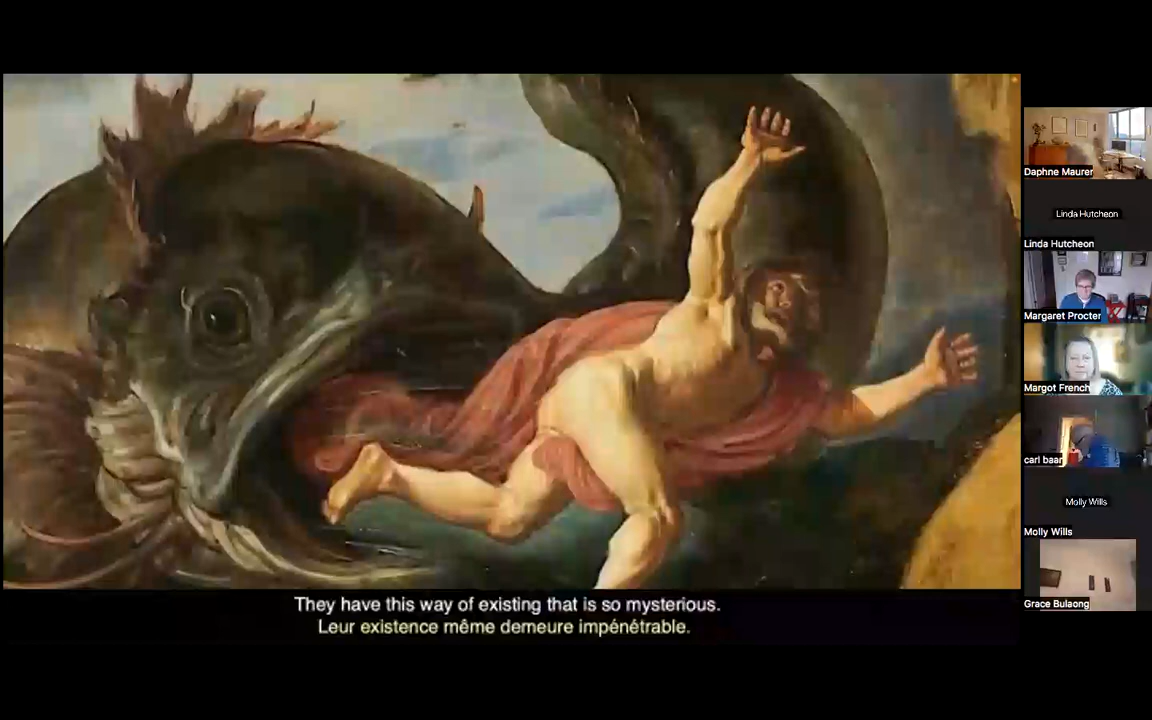 They have this way of existing that is so mysterious.
Leur existence même demeure impénétrable.
Daphne Maurer
Linda Hutcheon
Linda Hutcheon
Margaret Procter
Margot French
carl baar
Molly Wills
Molly Wills
Grace Bulaong